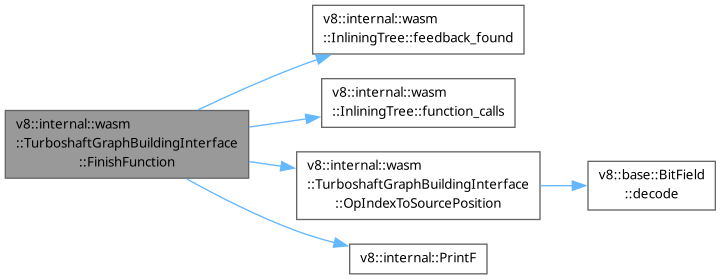 v8::internal::wasm
::TurboshaftGraphBuildingInterface
::FinishFunction
v8::internal::wasm
::InliningTree::feedback_found
v8::internal::wasm
::InliningTree::function_calls
v8::internal::wasm
::TurboshaftGraphBuildingInterface
::OpIndexToSourcePosition
v8::base::BitField
::decode
v8::internal::PrintF